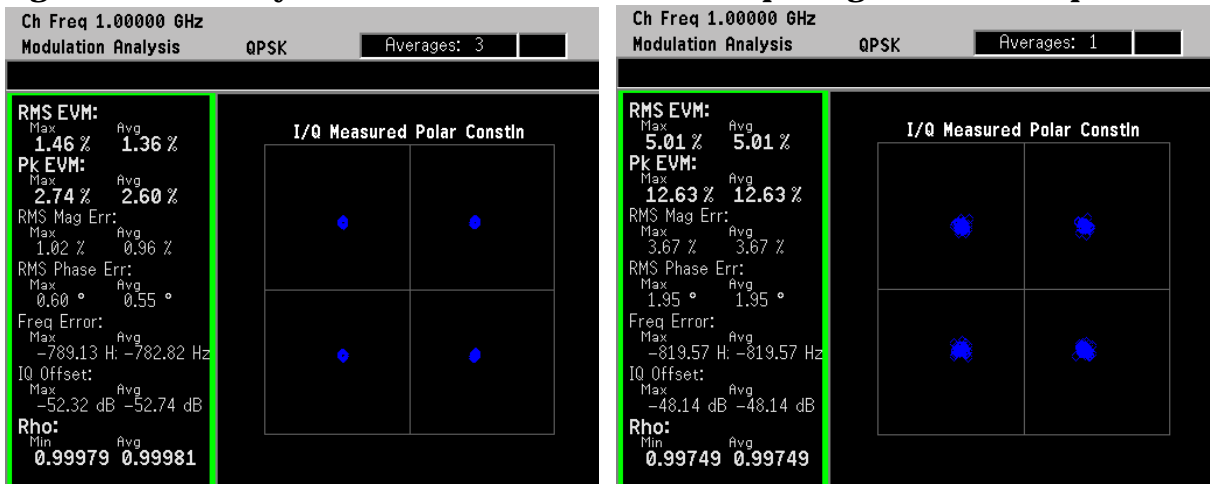 Ch Freq 1.00000 GHz
Modulation Analysis QPSK Averages: 3
RMS EVM:
Max Avg
1.46 % 1.36 %
Pk EVM:
Max Avg
2.74 % 2.60 %
RMS Mag Err:
Max Avg
1.02 % 0.96 %
RMS Phase Err:
Max Avg
0.60 ° 0.55 °
Freq Error:
Max Avg
-789.13 H: -782.82 Hz
IQ Offset:
Max Avg
-52.32 dB -52.74 dB
Rho:
Min Avg
0.99979 0.99981
I/Q Measured Polar Constln
Ch Freq 1.00000 GHz
Modulation Analysis QPSK Averages: 1
RMS EVM:
Max Avg
5.01 % 5.01 %
Pk EVM:
Max Avg
12.63 % 12.63 %
RMS Mag Err:
Max Avg
3.67 % 3.67 %
RMS Phase Err:
Max Avg
1.95 ° 1.95 °
Freq Error:
Max Avg
-819.57 H: -819.57 Hz
IQ Offset:
Max Avg
-48.14 dB -48.14 dB
Rho:
Min Avg
0.99749 0.99749
I/Q Measured Polar Constln